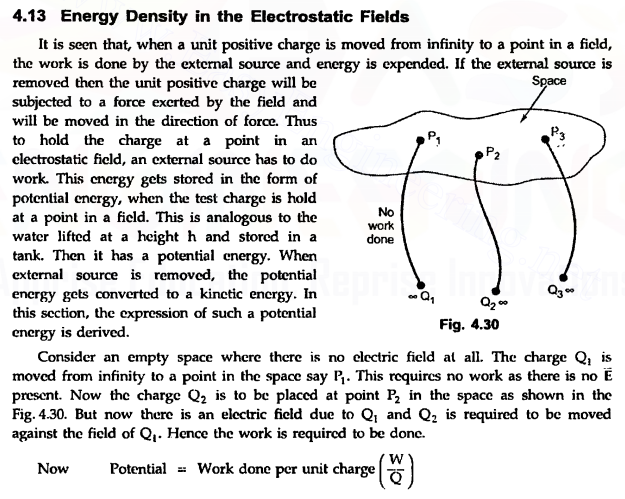 4.13 Energy Density in the Electrostatic Fields
It is seen that, when a unit positive charge is moved from infinity to a point in a field,
the work is done by the external source and energy is expended. If the external source is
removed then the unit positive charge will be
subjected to a force exerted by the field and
will be moved in the direction of force. Thus
to hold the charge at a point in an
electrostatic field, an external source has to do
work. This energy gets stored in the form of
potential energy, when the test charge is hold
at a point in a field. This is analogous to the
water lifted at a height h and stored in a
tank. Then it has a potential energy. When
external source is removed, the potential
energy gets converted to a kinetic energy. In
this section, the expression of such a potential
energy is derived.
Space
P₁
P₂
P₃
No
work
done
∞ Q₁
Q₂ ∞
Q₃ ∞
Fig. 4.30
Consider an empty space where there is no electric field at all. The charge Q₁ is
moved from infinity to a point in the space say P₁. This requires no work as there is no Ē
present. Now the charge Q₂ is to be placed at point P₂ in the space as shown in the
Fig. 4.30. But now there is an electric field due to Q₁ and Q₂ is required to be moved
against the field of Q₁. Hence the work is required to be done.
Now Potential = Work done per unit charge (W/Q)